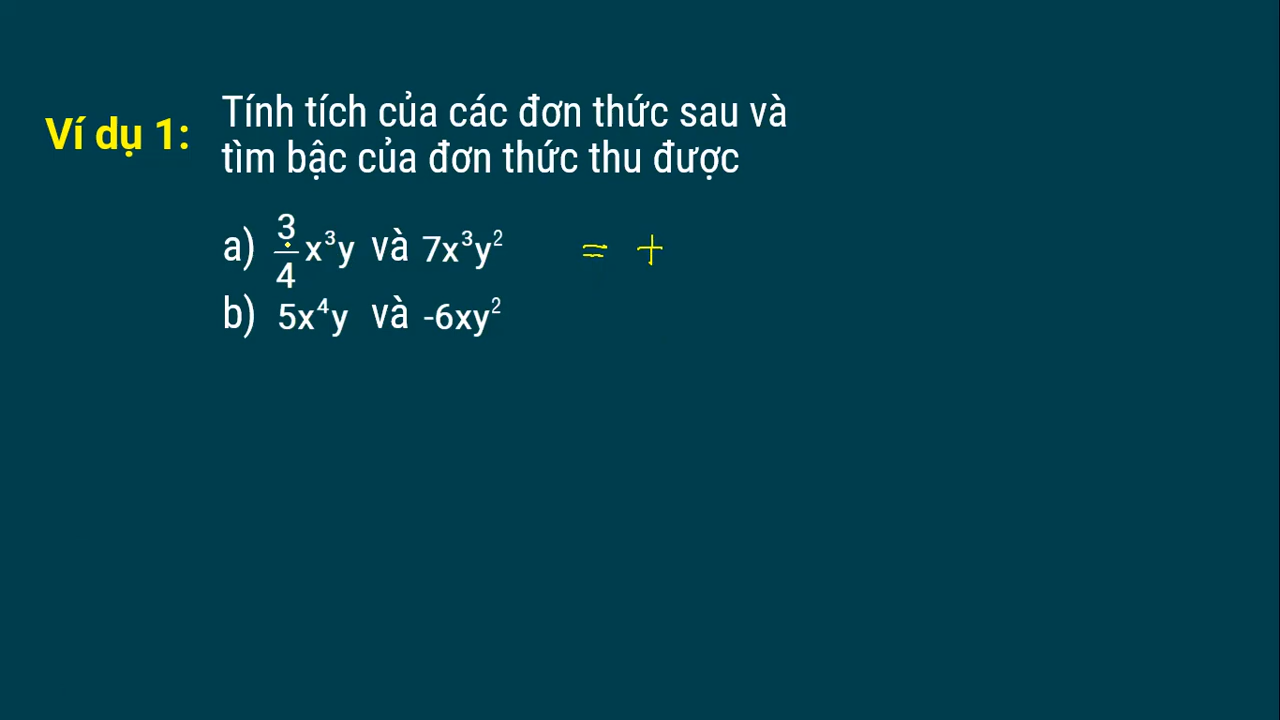 Ví dụ 1: Tính tích của các đơn thức sau và
tìm bậc của đơn thức thu được
a) 3/4 x³y và 7x³y² = +
b) 5x⁴y và -6xy²